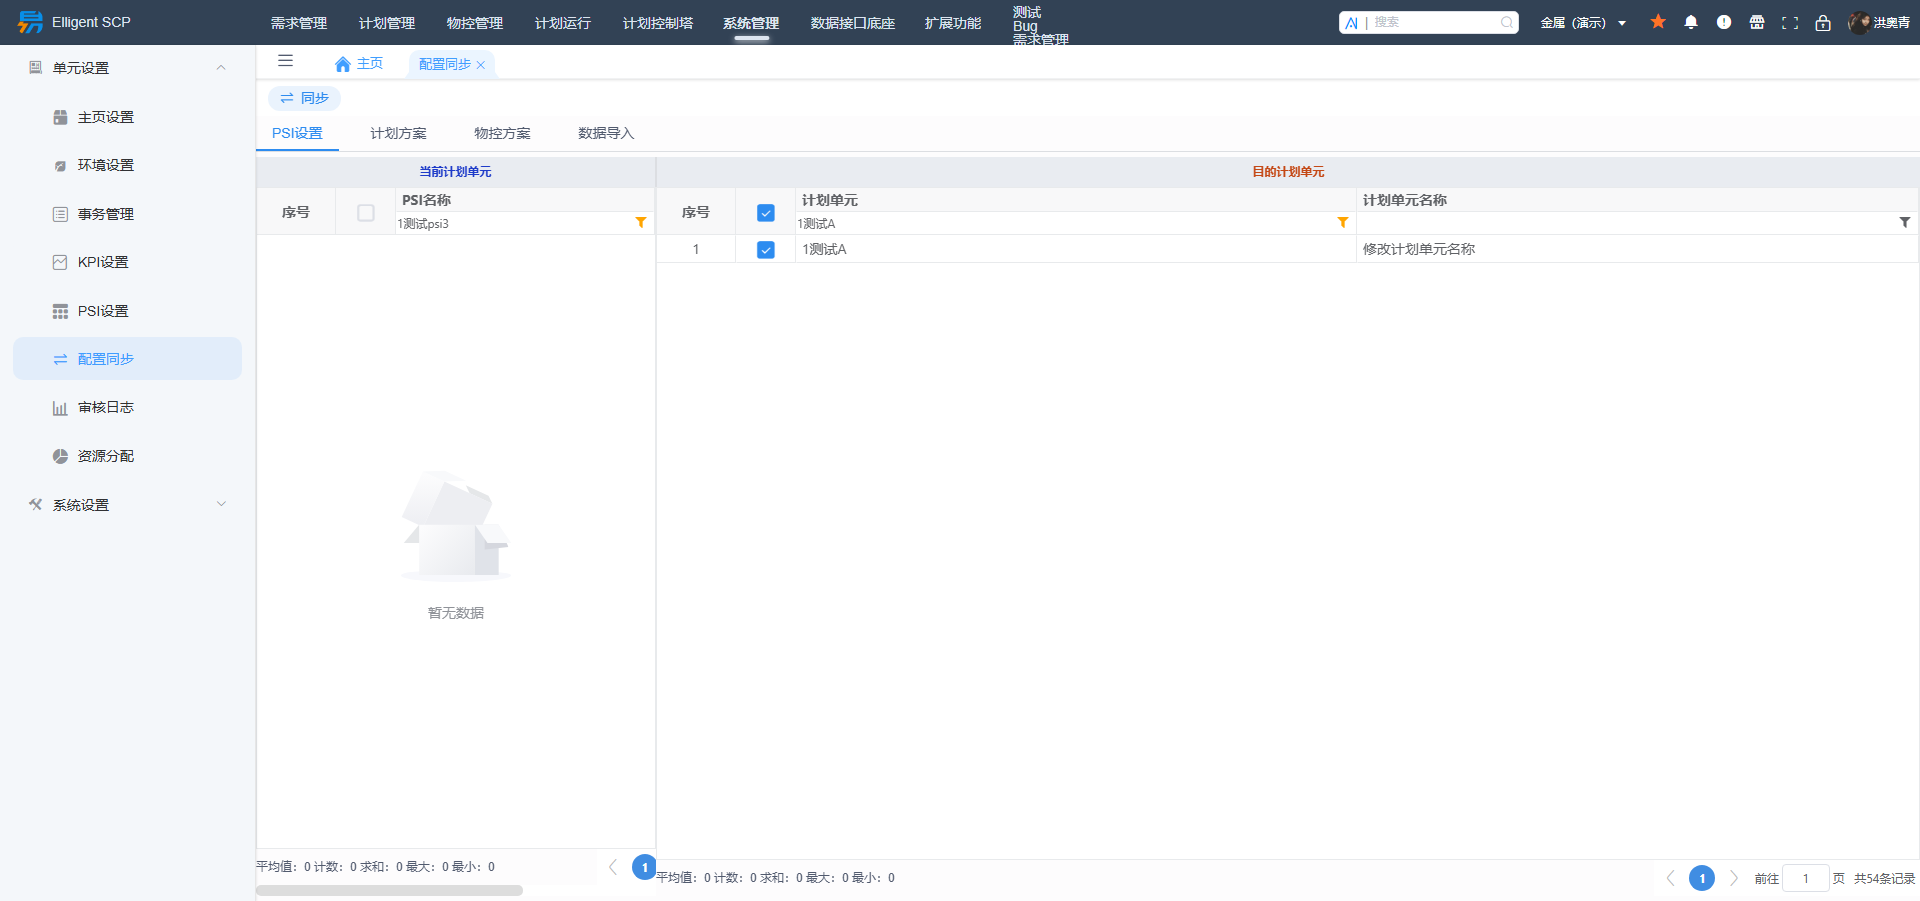 Elligent SCP
需求管理 计划管理 物控管理 计划运行 计划控制塔 系统管理 数据接口底座 扩展功能
测试
Bug
需求管理
搜索
金属（演示）
洪奥青
单元设置
主页设置
环境设置
事务管理
KPI设置
PSI设置
配置同步
审核日志
资源分配
系统设置
主页 配置同步
同步
PSI设置 计划方案 物控方案 数据导入
当前计划单元
序号 PSI名称
1测试psi3
暂无数据
平均值：0 计数：0 求和：0 最大：0 最小：0
1
目的计划单元
序号 计划单元 计划单元名称
1测试A
1 1测试A 修改计划单元名称
平均值：0 计数：0 求和：0 最大：0 最小：0
1 前往 1 页 共54条记录